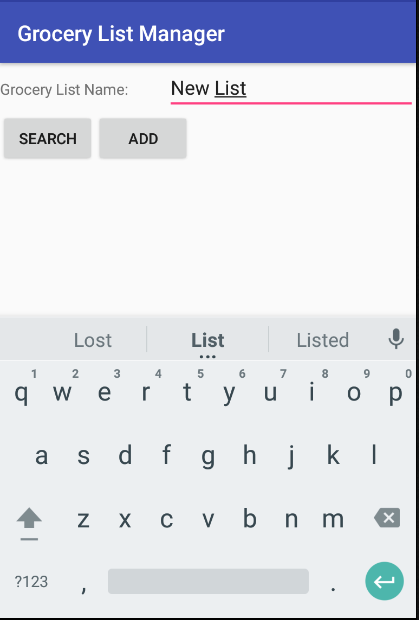 Grocery List Manager
Grocery List Name: New List
SEARCH ADD
Lost List Listed
1 2 3 4 5 6 7 8 9 0
q w e r t y u i o p
a s d f g h j k l
z x c v b n m
?123 , .